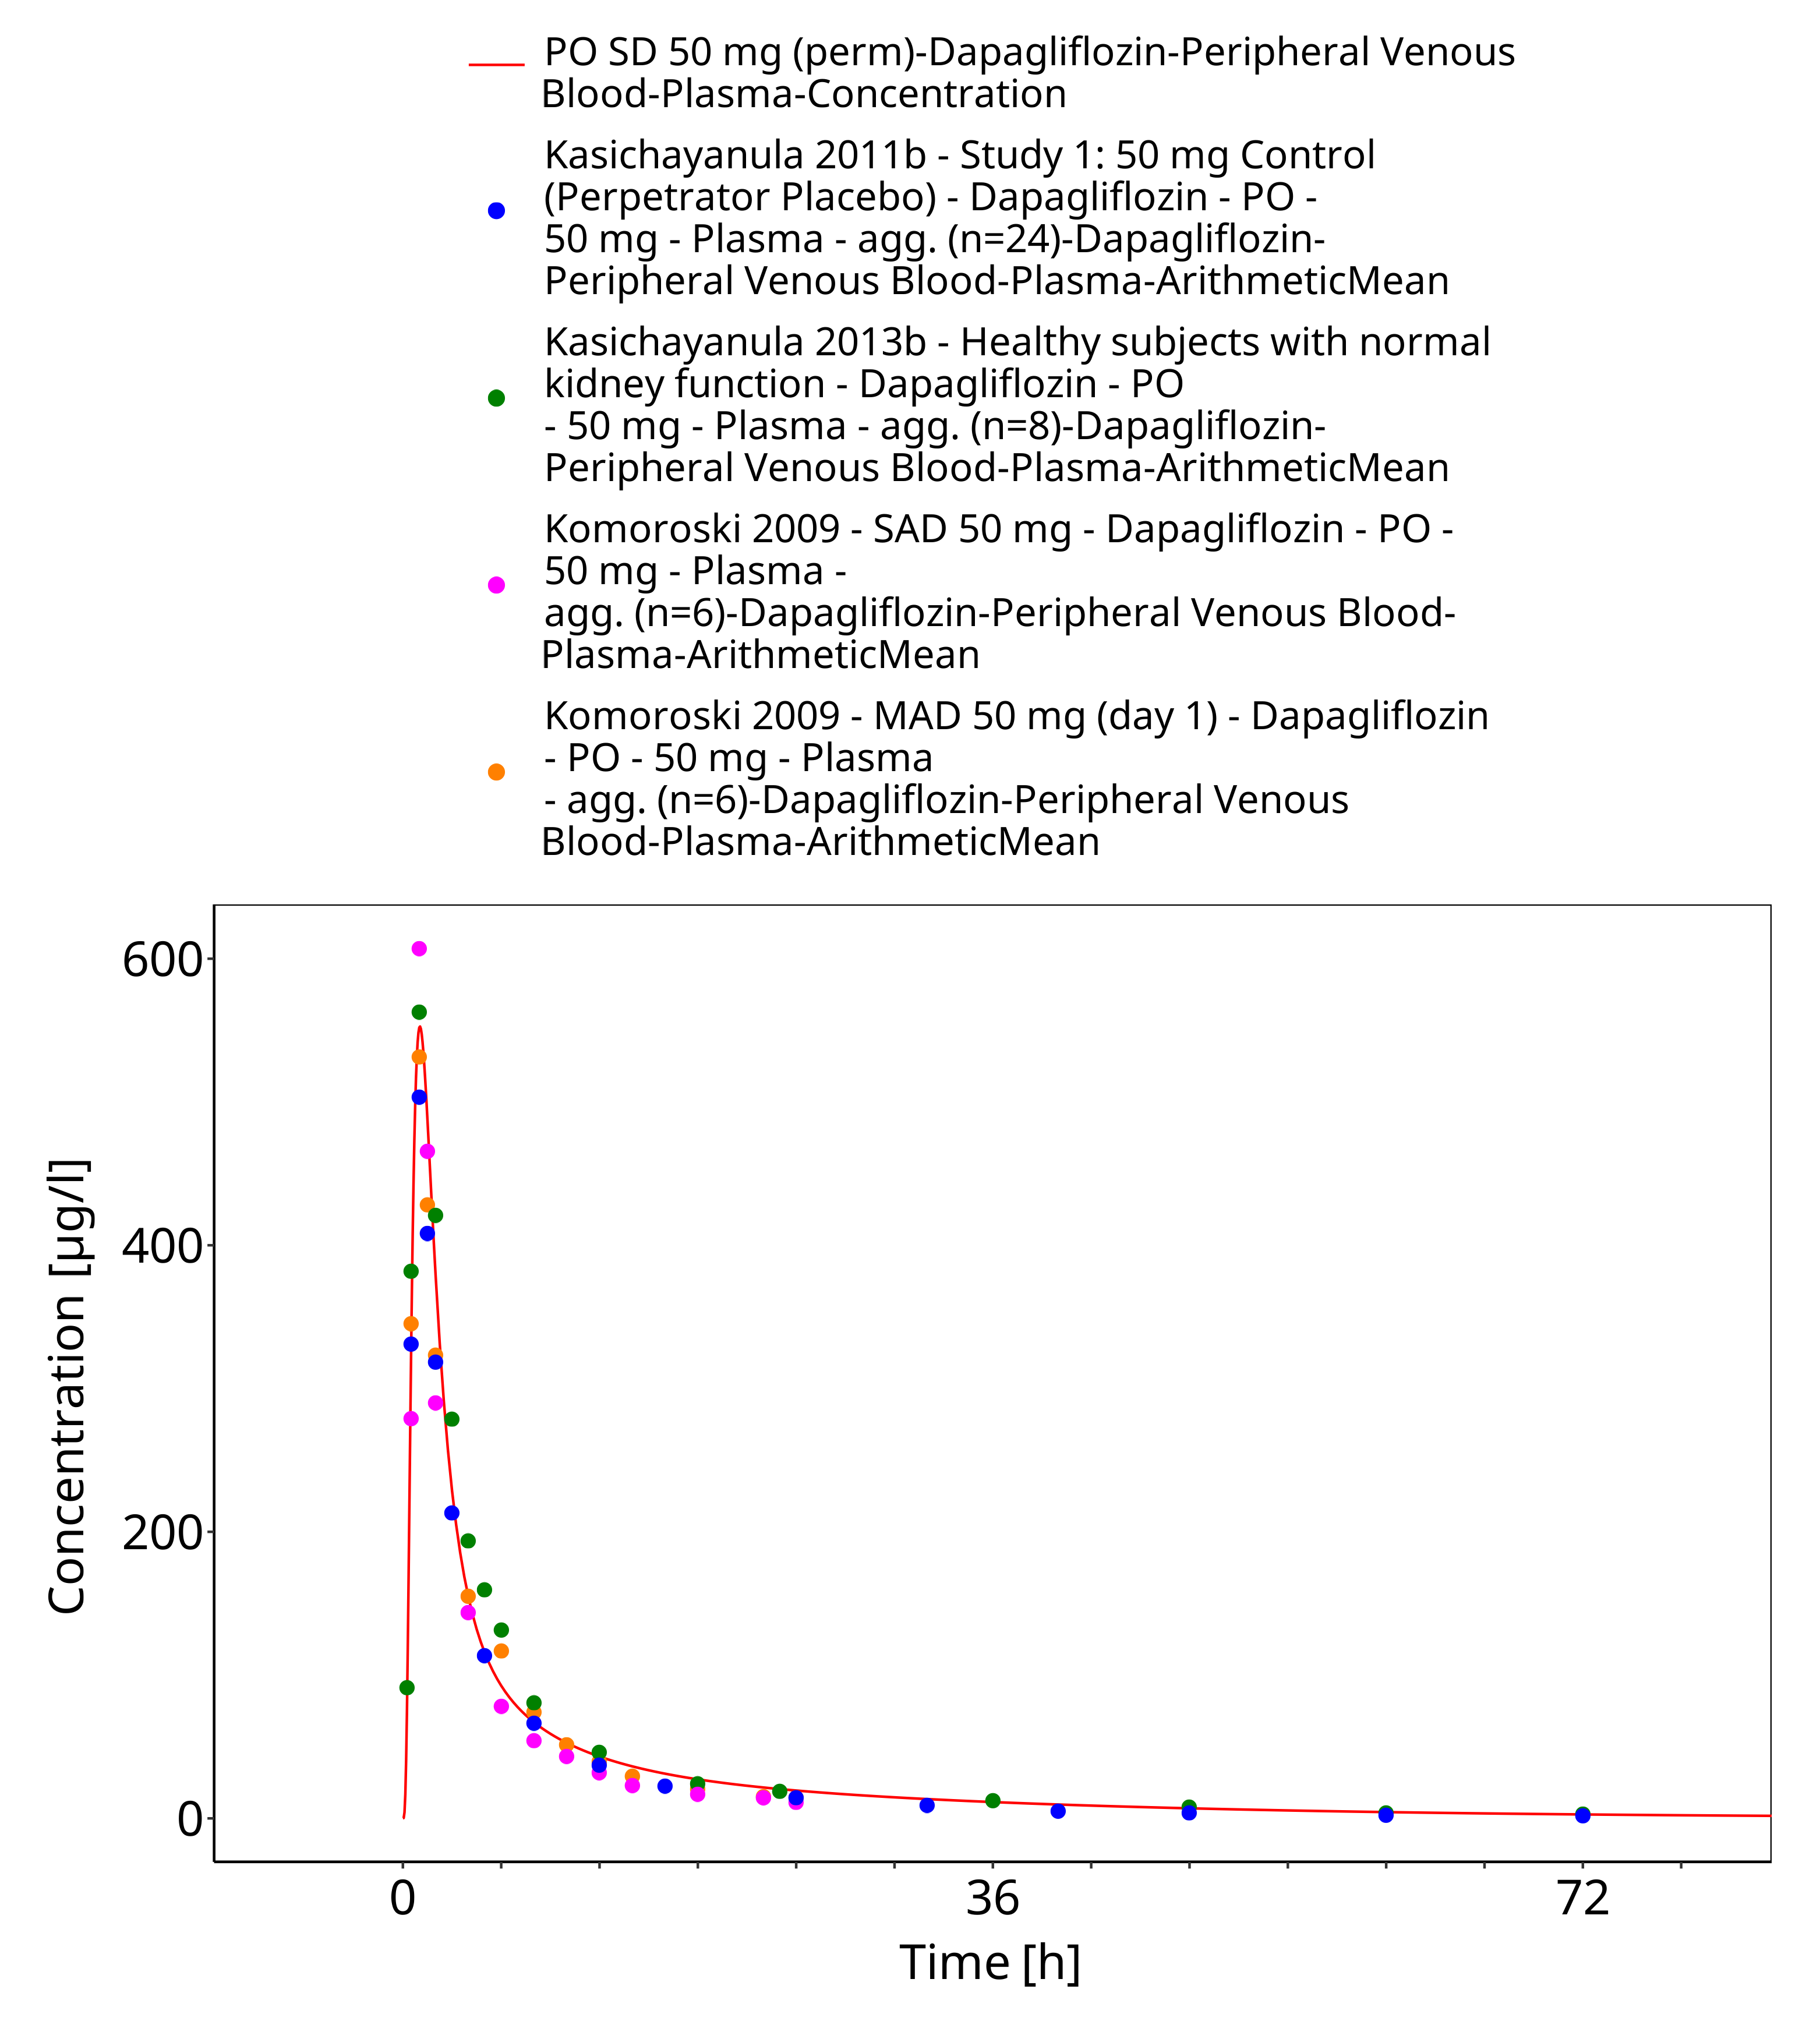 PO SD 50 mg (perm)-Dapagliflozin-Peripheral Venous
Blood-Plasma-Concentration
Kasichayanula 2011b - Study 1: 50 mg Control
(Perpetrator Placebo) - Dapagliflozin - PO -
50 mg - Plasma - agg. (n=24)-Dapagliflozin-
Peripheral Venous Blood-Plasma-ArithmeticMean
Kasichayanula 2013b - Healthy subjects with normal
kidney function - Dapagliflozin - PO
- 50 mg - Plasma - agg. (n=8)-Dapagliflozin-
Peripheral Venous Blood-Plasma-ArithmeticMean
Komoroski 2009 - SAD 50 mg - Dapagliflozin - PO -
50 mg - Plasma -
agg. (n=6)-Dapagliflozin-Peripheral Venous Blood-
Plasma-ArithmeticMean
Komoroski 2009 - MAD 50 mg (day 1) - Dapagliflozin
- PO - 50 mg - Plasma
- agg. (n=6)-Dapagliflozin-Peripheral Venous
Blood-Plasma-ArithmeticMean
Concentration [µg/l]
600
400
200
0
0
36
72
Time [h]